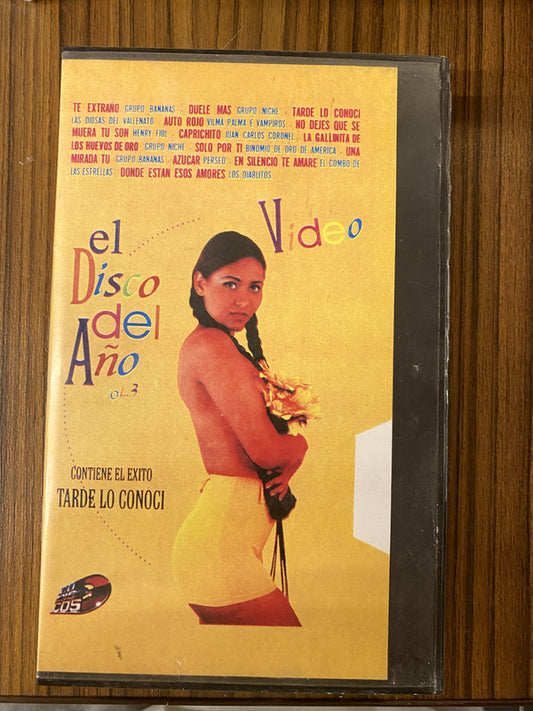 TE EXTRAÑO GRUPO BANANAS - DUELE MAS GRUPO NICHE - TARDE LO CONOCI
LAS DIOSAS DEL VALLENATO - AUTO ROJO VILMA PALMA E VAMPIROS - NO DEJES QUE SE
MUERA TU SON HENRY FIOL - CAPRICHITO JUAN CARLOS CORONEL - LA GALLINITA DE
LOS HUEVOS DE ORO GRUPO NICHE - SOLO POR TI BINOMIO DE ORO DE AMERICA - UNA
MIRADA TU GRUPO BANANAS - AZUCAR PERSEO - EN SILENCIO TE AMARE EL COMBO DE
LAS ESTRELLAS - DONDE ESTAN ESOS AMORES LOS DIABLITOS
Video
el
Disco
del
Año
OL.3
CONTIENE EL EXITO
TARDE LO CONOCI
COS